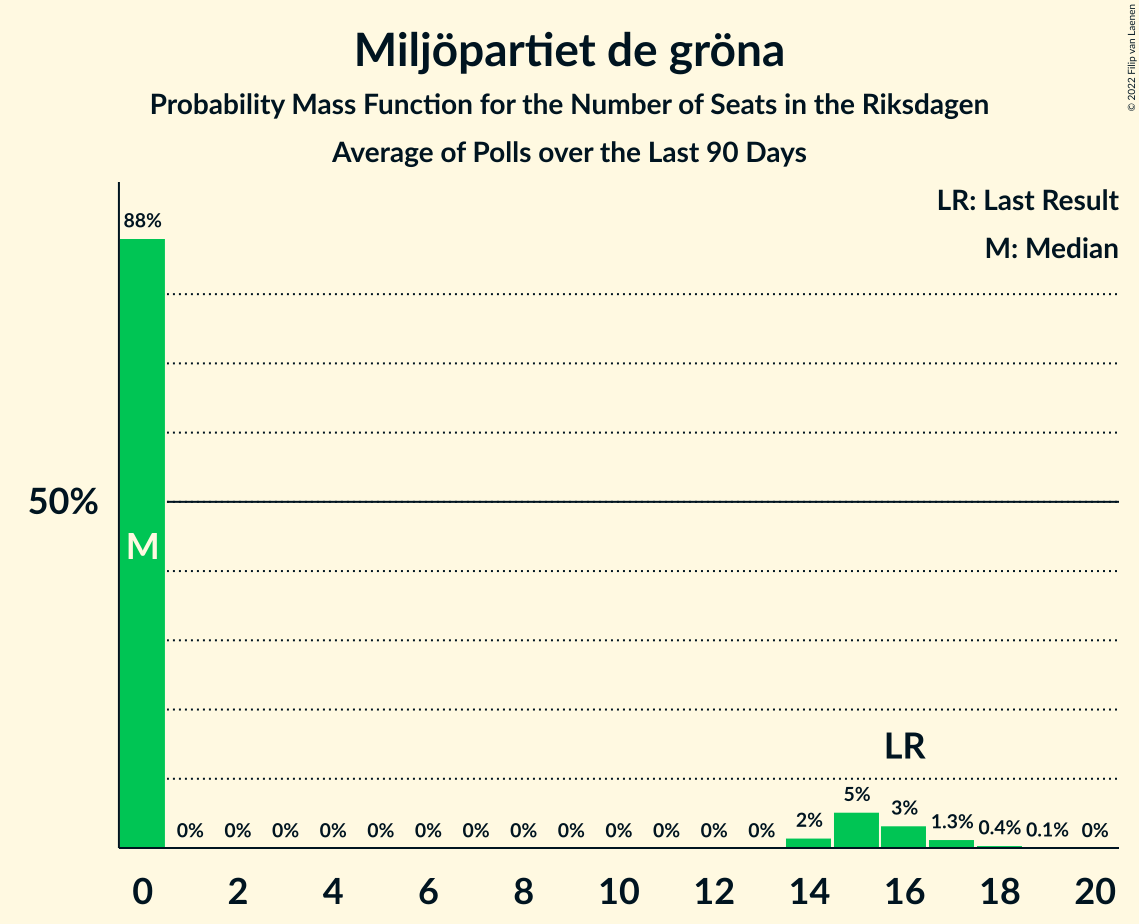 Miljöpartiet de gröna
Probability Mass Function for the Number of Seats in the Riksdagen
Average of Polls over the Last 90 Days
© 2022 Filip van Laenen
LR: Last Result
M: Median
88%
50%
M
LR
0% 0% 0% 0% 0% 0% 0% 0% 0% 0% 0% 0% 0% 2% 5% 3% 1.3% 0.4% 0.1% 0%
0 2 4 6 8 10 12 14 16 18 20